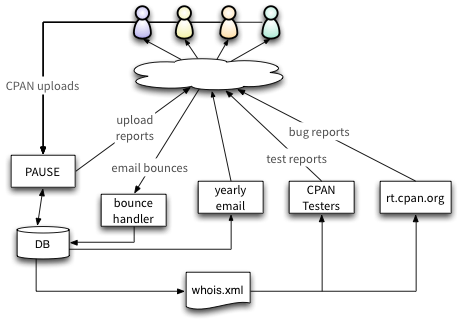 CPAN uploads
upload
reports
bug reports
test reports
email bounces
PAUSE
bounce
handler
yearly
email
CPAN
Testers
rt.cpan.org
DB
whois.xml